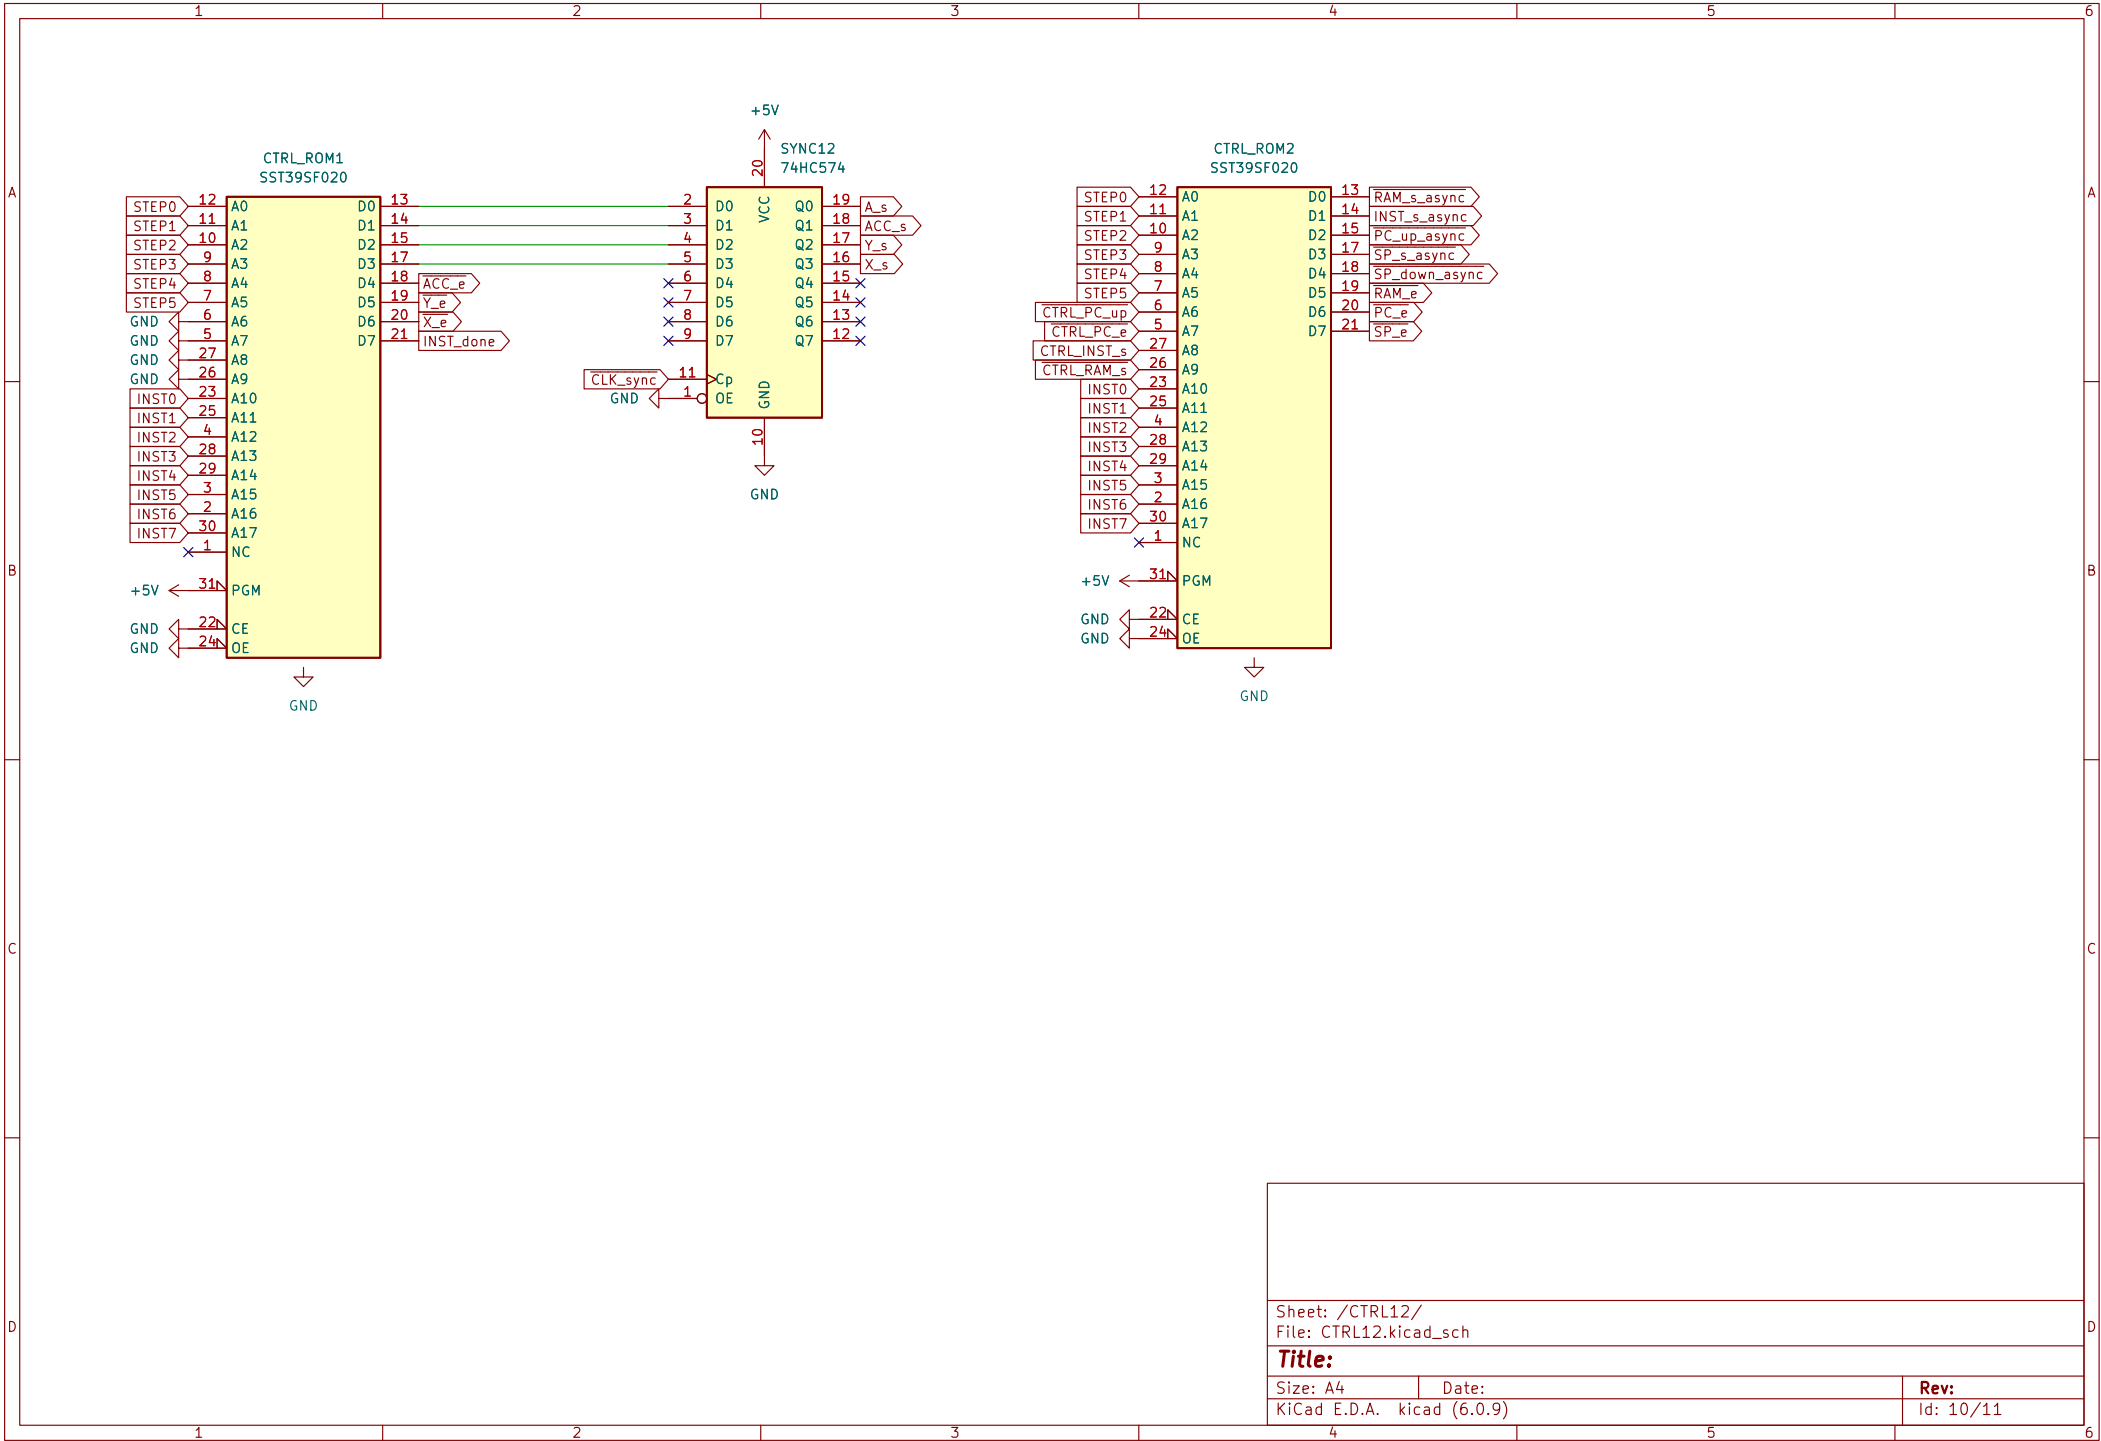 1 2 3 4 5 6
A
B
C
D
CTRL_ROM1
SST39SF020
STEP0 12 A0 D0 13
STEP1 11 A1 D1 14
STEP2 10 A2 D2 15
STEP3 9 A3 D3 17
STEP4 8 A4 D4 18 ACC_e
STEP5 7 A5 D5 19 Y_e
GND 6 A6 D6 20 X_e
GND 5 A7 D7 21 INST_done
GND 27 A8
GND 26 A9
INST0 23 A10
INST1 25 A11
INST2 4 A12
INST3 28 A13
INST4 29 A14
INST5 3 A15
INST6 2 A16
INST7 30 A17
1 NC
+5V 31 PGM
GND 22 CE
GND 24 OE
GND
+5V
SYNC12
74HC574
20 VCC
2 D0 Q0 19 A_s
3 D1 Q1 18 ACC_s
4 D2 Q2 17 Y_s
5 D3 Q3 16 X_s
6 D4 Q4 15
7 D5 Q5 14
8 D6 Q6 13
9 D7 Q7 12
CLK_sync 11 Cp
GND 1 OE
GND 10
GND
CTRL_ROM2
SST39SF020
STEP0 12 A0 D0 13 RAM_s_async
STEP1 11 A1 D1 14 INST_s_async
STEP2 10 A2 D2 15 PC_up_async
STEP3 9 A3 D3 17 SP_s_async
STEP4 8 A4 D4 18 SP_down_async
STEP5 7 A5 D5 19 RAM_e
CTRL_PC_up 6 A6 D6 20 PC_e
CTRL_PC_e 5 A7 D7 21 SP_e
CTRL_INST_s 27 A8
CTRL_RAM_s 26 A9
INST0 23 A10
INST1 25 A11
INST2 4 A12
INST3 28 A13
INST4 29 A14
INST5 3 A15
INST6 2 A16
INST7 30 A17
1 NC
+5V 31 PGM
GND 22 CE
GND 24 OE
GND
A
B
C
D
Sheet: /CTRL12/
File: CTRL12.kicad_sch
Title:
Size: A4 Date: Rev:
KiCad E.D.A. kicad (6.0.9) Id: 10/11
1 2 3 4 5 6